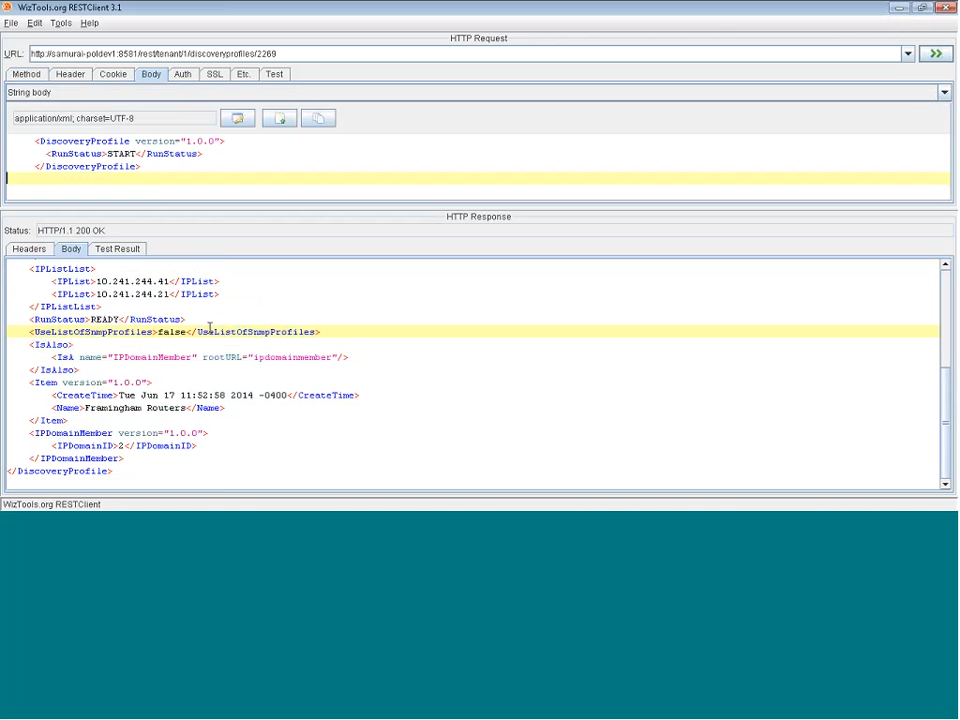 WizTools.org RESTClient 3.1
File Edit Tools Help
HTTP Request
URL: http://samurai-poldev1:8581/rest/tenant/1/discoveryprofiles/2269
Method Header Cookie Body Auth SSL Etc. Test
String body
application/xml; charset=UTF-8
<DiscoveryProfile version="1.0.0">
<RunStatus>START</RunStatus>
</DiscoveryProfile>
HTTP Response
Status: HTTP/1.1 200 OK
Headers Body Test Result
<IPListList>
<IPList>10.241.244.41</IPList>
<IPList>10.241.244.21</IPList>
</IPListList>
<RunStatus>READY</RunStatus>
<UseListOfSnmpProfiles>false</UseListOfSnmpProfiles>
<IsAlso>
<IsA name="IPDomainMember" rootURL="ipdomainmember"/>
</IsAlso>
<Item version="1.0.0">
<CreateTime>Tue Jun 17 11:52:58 2014 -0400</CreateTime>
<Name>Framingham Routers</Name>
</Item>
<IPDomainMember version="1.0.0">
<IPDomainID>2</IPDomainID>
</IPDomainMember>
</DiscoveryProfile>
WizTools.org RESTClient